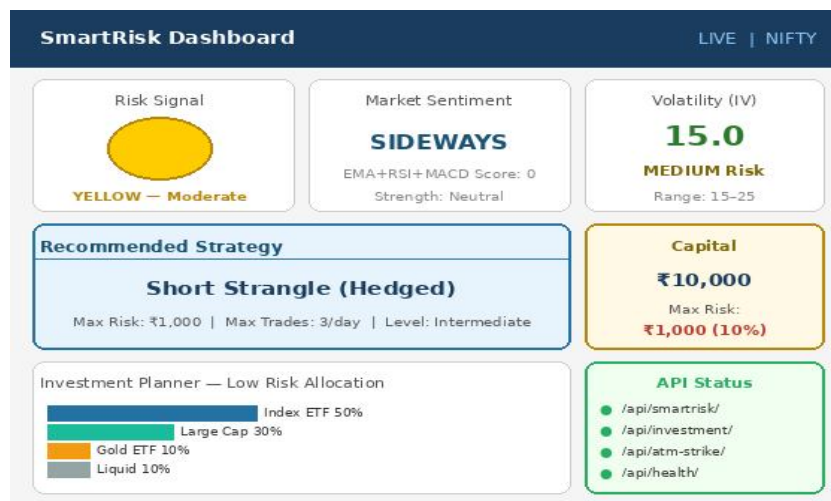 SmartRisk Dashboard
LIVE | NIFTY
Risk Signal
YELLOW — Moderate
Market Sentiment
SIDEWAYS
EMA+RSI+MACD Score: 0
Strength: Neutral
Volatility (IV)
15.0
MEDIUM Risk
Range: 15–25
Recommended Strategy
Short Strangle (Hedged)
Max Risk: ₹1,000 | Max Trades: 3/day | Level: Intermediate
Capital
₹10,000
Max Risk:
₹1,000 (10%)
Investment Planner — Low Risk Allocation
Index ETF 50%
Large Cap 30%
Gold ETF 10%
Liquid 10%
API Status
/api/smartrisk/
/api/investment/
/api/atm-strike/
/api/health/